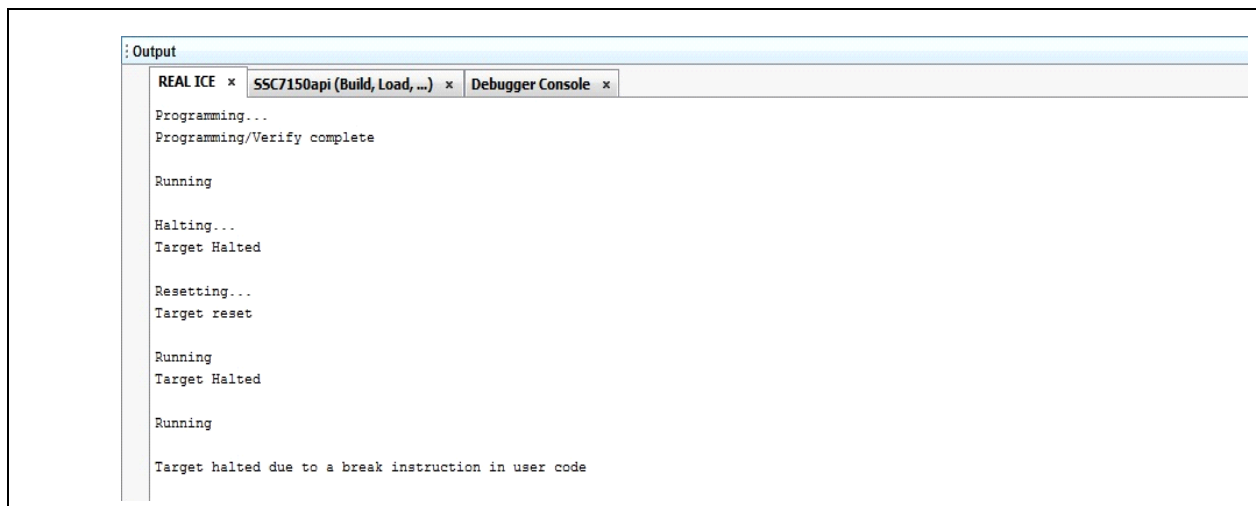 Output
REAL ICE x SSC7150api (Build, Load, ...) x Debugger Console x
Programming...
Programming/Verify complete
Running
Halting...
Target Halted
Resetting...
Target reset
Running
Target Halted
Running
Target halted due to a break instruction in user code